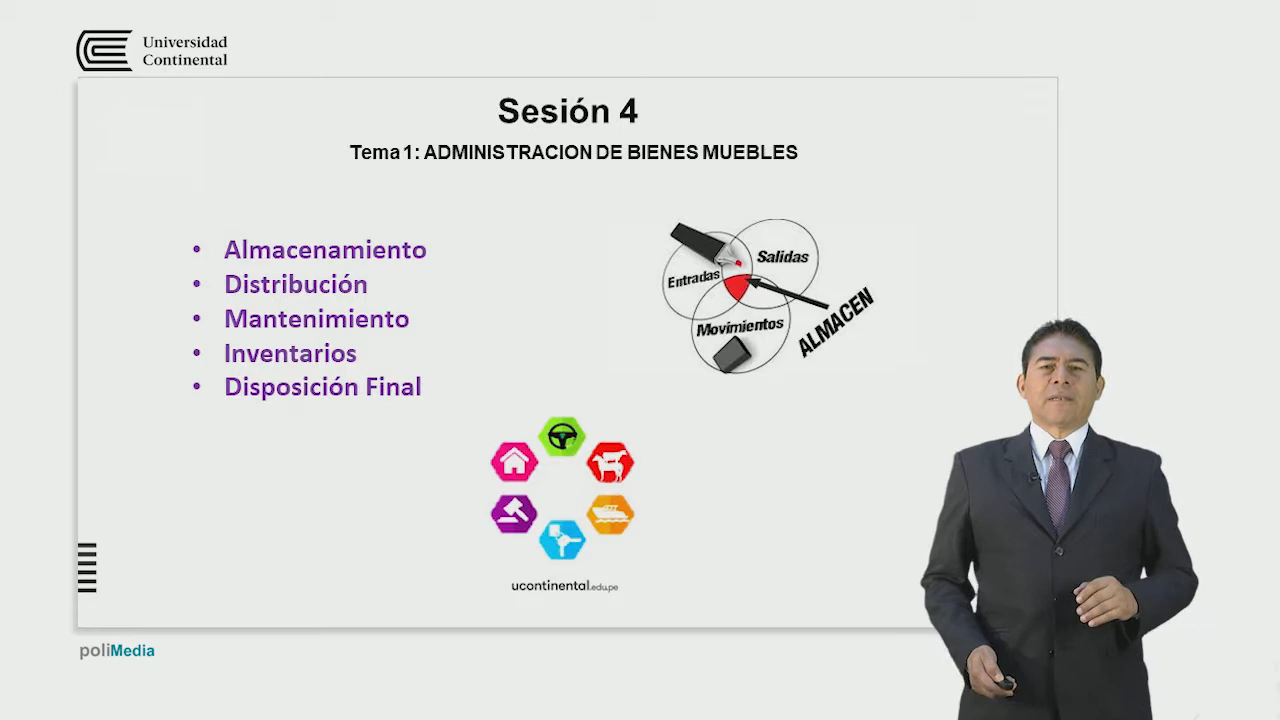 Universidad
Continental
Sesión 4
Tema 1: ADMINISTRACION DE BIENES MUEBLES
• Almacenamiento
• Distribución
• Mantenimiento
• Inventarios
• Disposición Final
Salidas
Entradas
Movimientos
ALMACEN
ucontinental.edu.pe
poliMedia